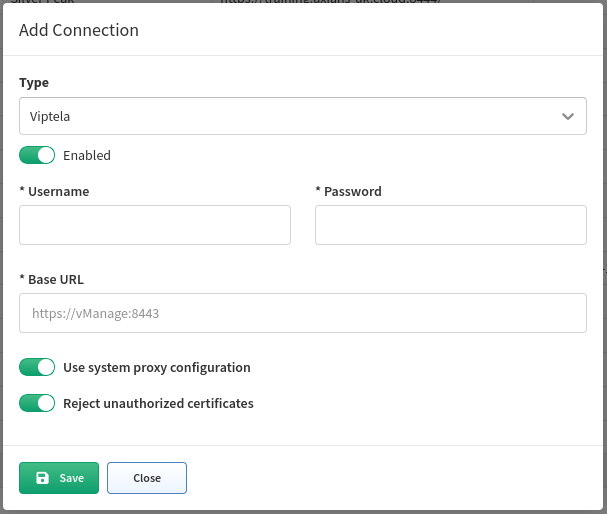 Add Connection
Type
Viptela
Enabled
* Username
* Password
* Base URL
https://vManage:8443
Use system proxy configuration
Reject unauthorized certificates
Save
Close